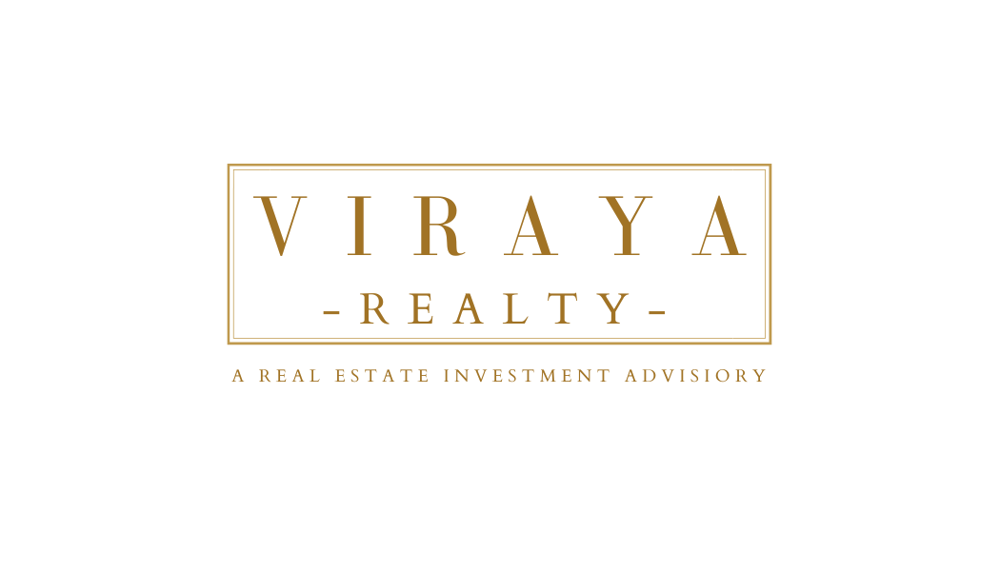 VIRAYA
-REALTY-
A REAL ESTATE INVESTMENT ADVISIORY